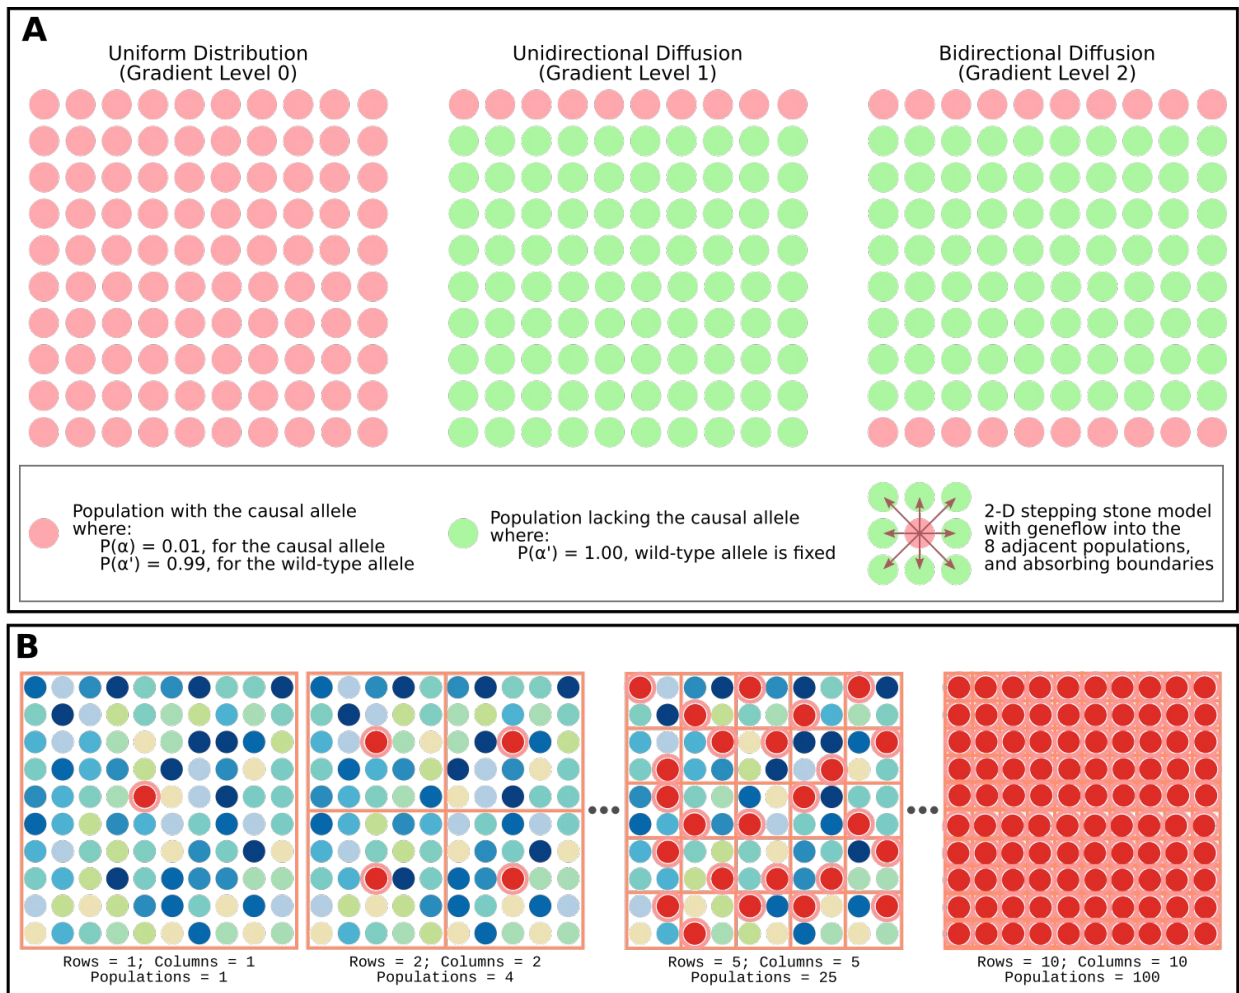 A
Uniform Distribution
(Gradient Level 0)
Unidirectional Diffusion
(Gradient Level 1)
Bidirectional Diffusion
(Gradient Level 2)
Population with the causal allele
where:
P(α) = 0.01, for the causal allele
P(α') = 0.99, for the wild-type allele
Population lacking the causal allele
where:
P(α') = 1.00, wild-type allele is fixed
2-D stepping stone model
with geneflow into the
8 adjacent populations,
and absorbing boundaries
B
Rows = 1; Columns = 1
Populations = 1
Rows = 2; Columns = 2
Populations = 4
Rows = 5; Columns = 5
Populations = 25
Rows = 10; Columns = 10
Populations = 100